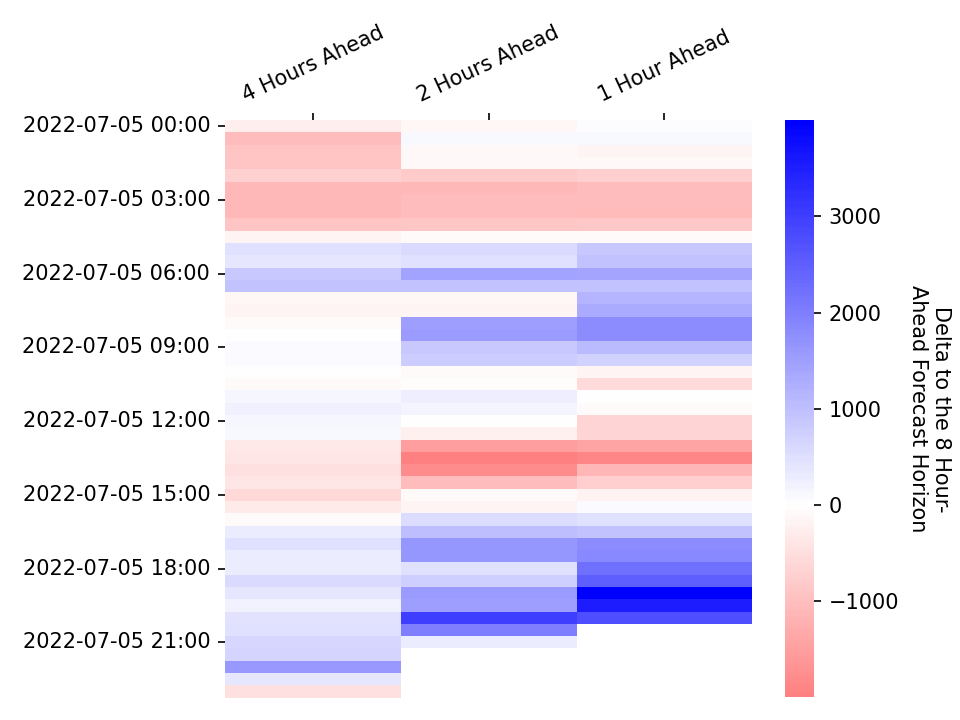 4 Hours Ahead
2 Hours Ahead
1 Hour Ahead
2022-07-05 00:00
2022-07-05 03:00
2022-07-05 06:00
2022-07-05 09:00
2022-07-05 12:00
2022-07-05 15:00
2022-07-05 18:00
2022-07-05 21:00
3000
2000
1000
0
−1000
Delta to the 8 Hour-
Ahead Forecast Horizon